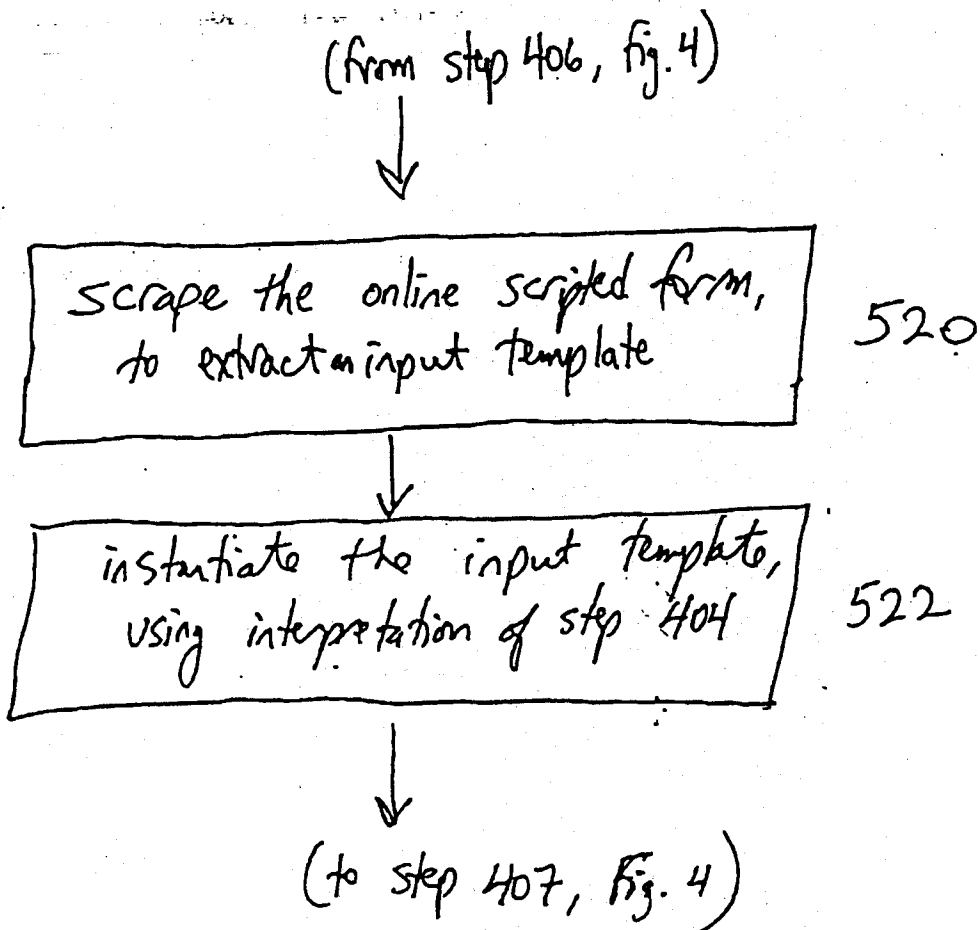 (from step 406, fig. 4)
scrape the online scripted form,
to extract an input template
520
instantiate the input template,
using interpretation of step 404
522
(to step 407, Fig. 4)